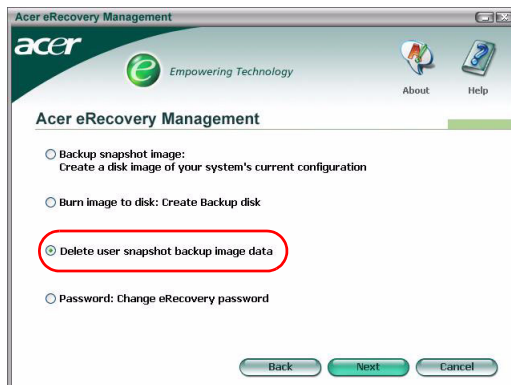 Acer eRecovery Management
acer
e
Empowering Technology
About
Help
Acer eRecovery Management
Backup snapshot image:
Create a disk image of your system's current configuration
Burn image to disk: Create Backup disk
Delete user snapshot backup image data
Password: Change eRecovery password
Back
Next
Cancel